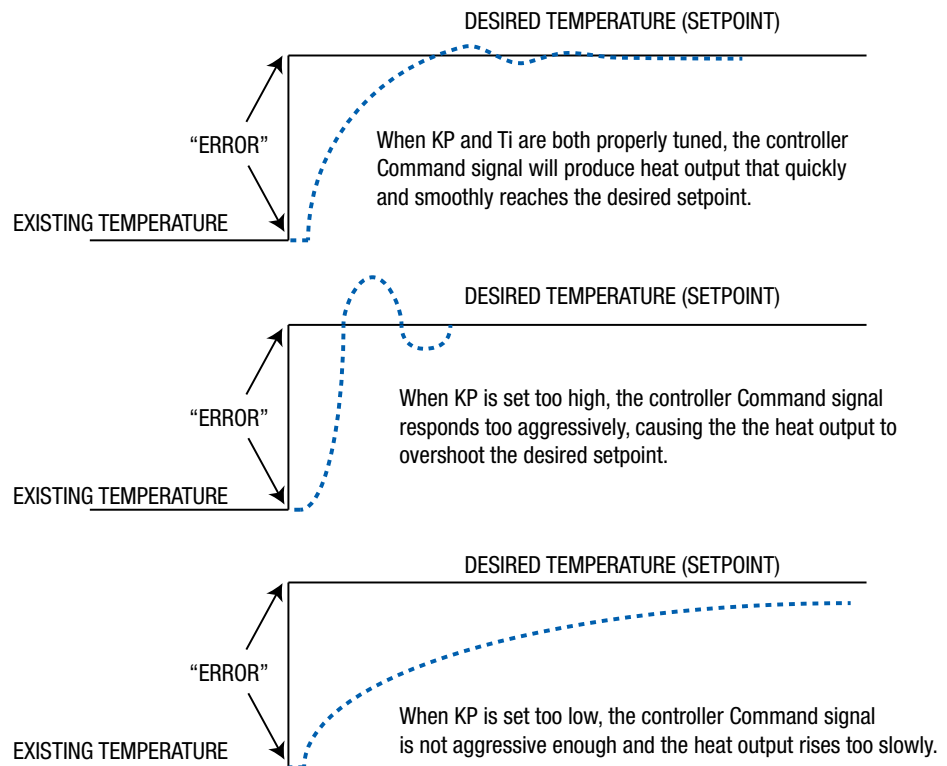 DESIRED TEMPERATURE (SETPOINT)
“ERROR”
When KP and Ti are both properly tuned, the controller
Command signal will produce heat output that quickly
and smoothly reaches the desired setpoint.
EXISTING TEMPERATURE
DESIRED TEMPERATURE (SETPOINT)
“ERROR”
When KP is set too high, the controller Command signal
responds too aggressively, causing the the heat output to
overshoot the desired setpoint.
EXISTING TEMPERATURE
DESIRED TEMPERATURE (SETPOINT)
“ERROR”
When KP is set too low, the controller Command signal
is not aggressive enough and the heat output rises too slowly.
EXISTING TEMPERATURE